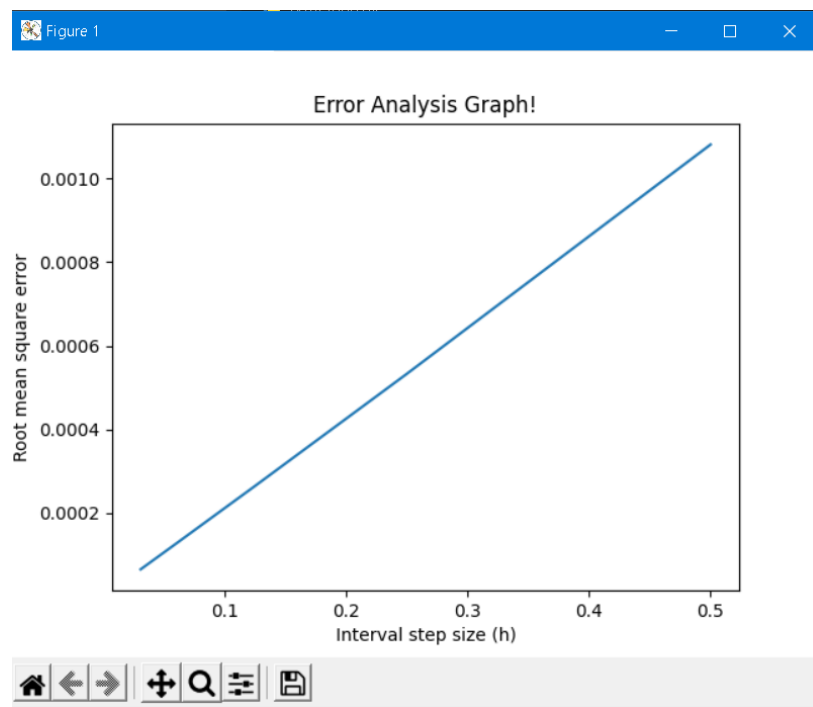 Figure 1
Error Analysis Graph!
0.0010
0.0008
0.0006
0.0004
0.0002
Root mean square error
0.1 0.2 0.3 0.4 0.5
Interval step size (h)